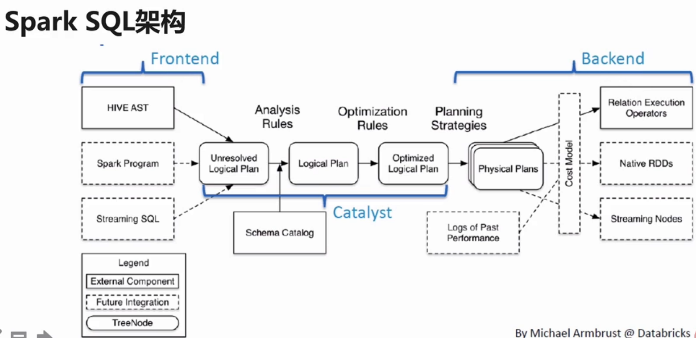 Spark SQL架构
Frontend
Backend
HIVE AST
Analysis
Rules
Optimization
Rules
Planning
Strategies
Relation Execution
Operators
Spark Program
Unresolved
Logical Plan
Logical Plan
Optimized
Logical Plan
Physical Plans
Cost Model
Native RDDs
Streaming SQL
Schema Catalog
Catalyst
Logs of Past
Performance
Streaming Nodes
Legend
External Component
Future Integration
TreeNode
By Michael Armbrust @ Databricks